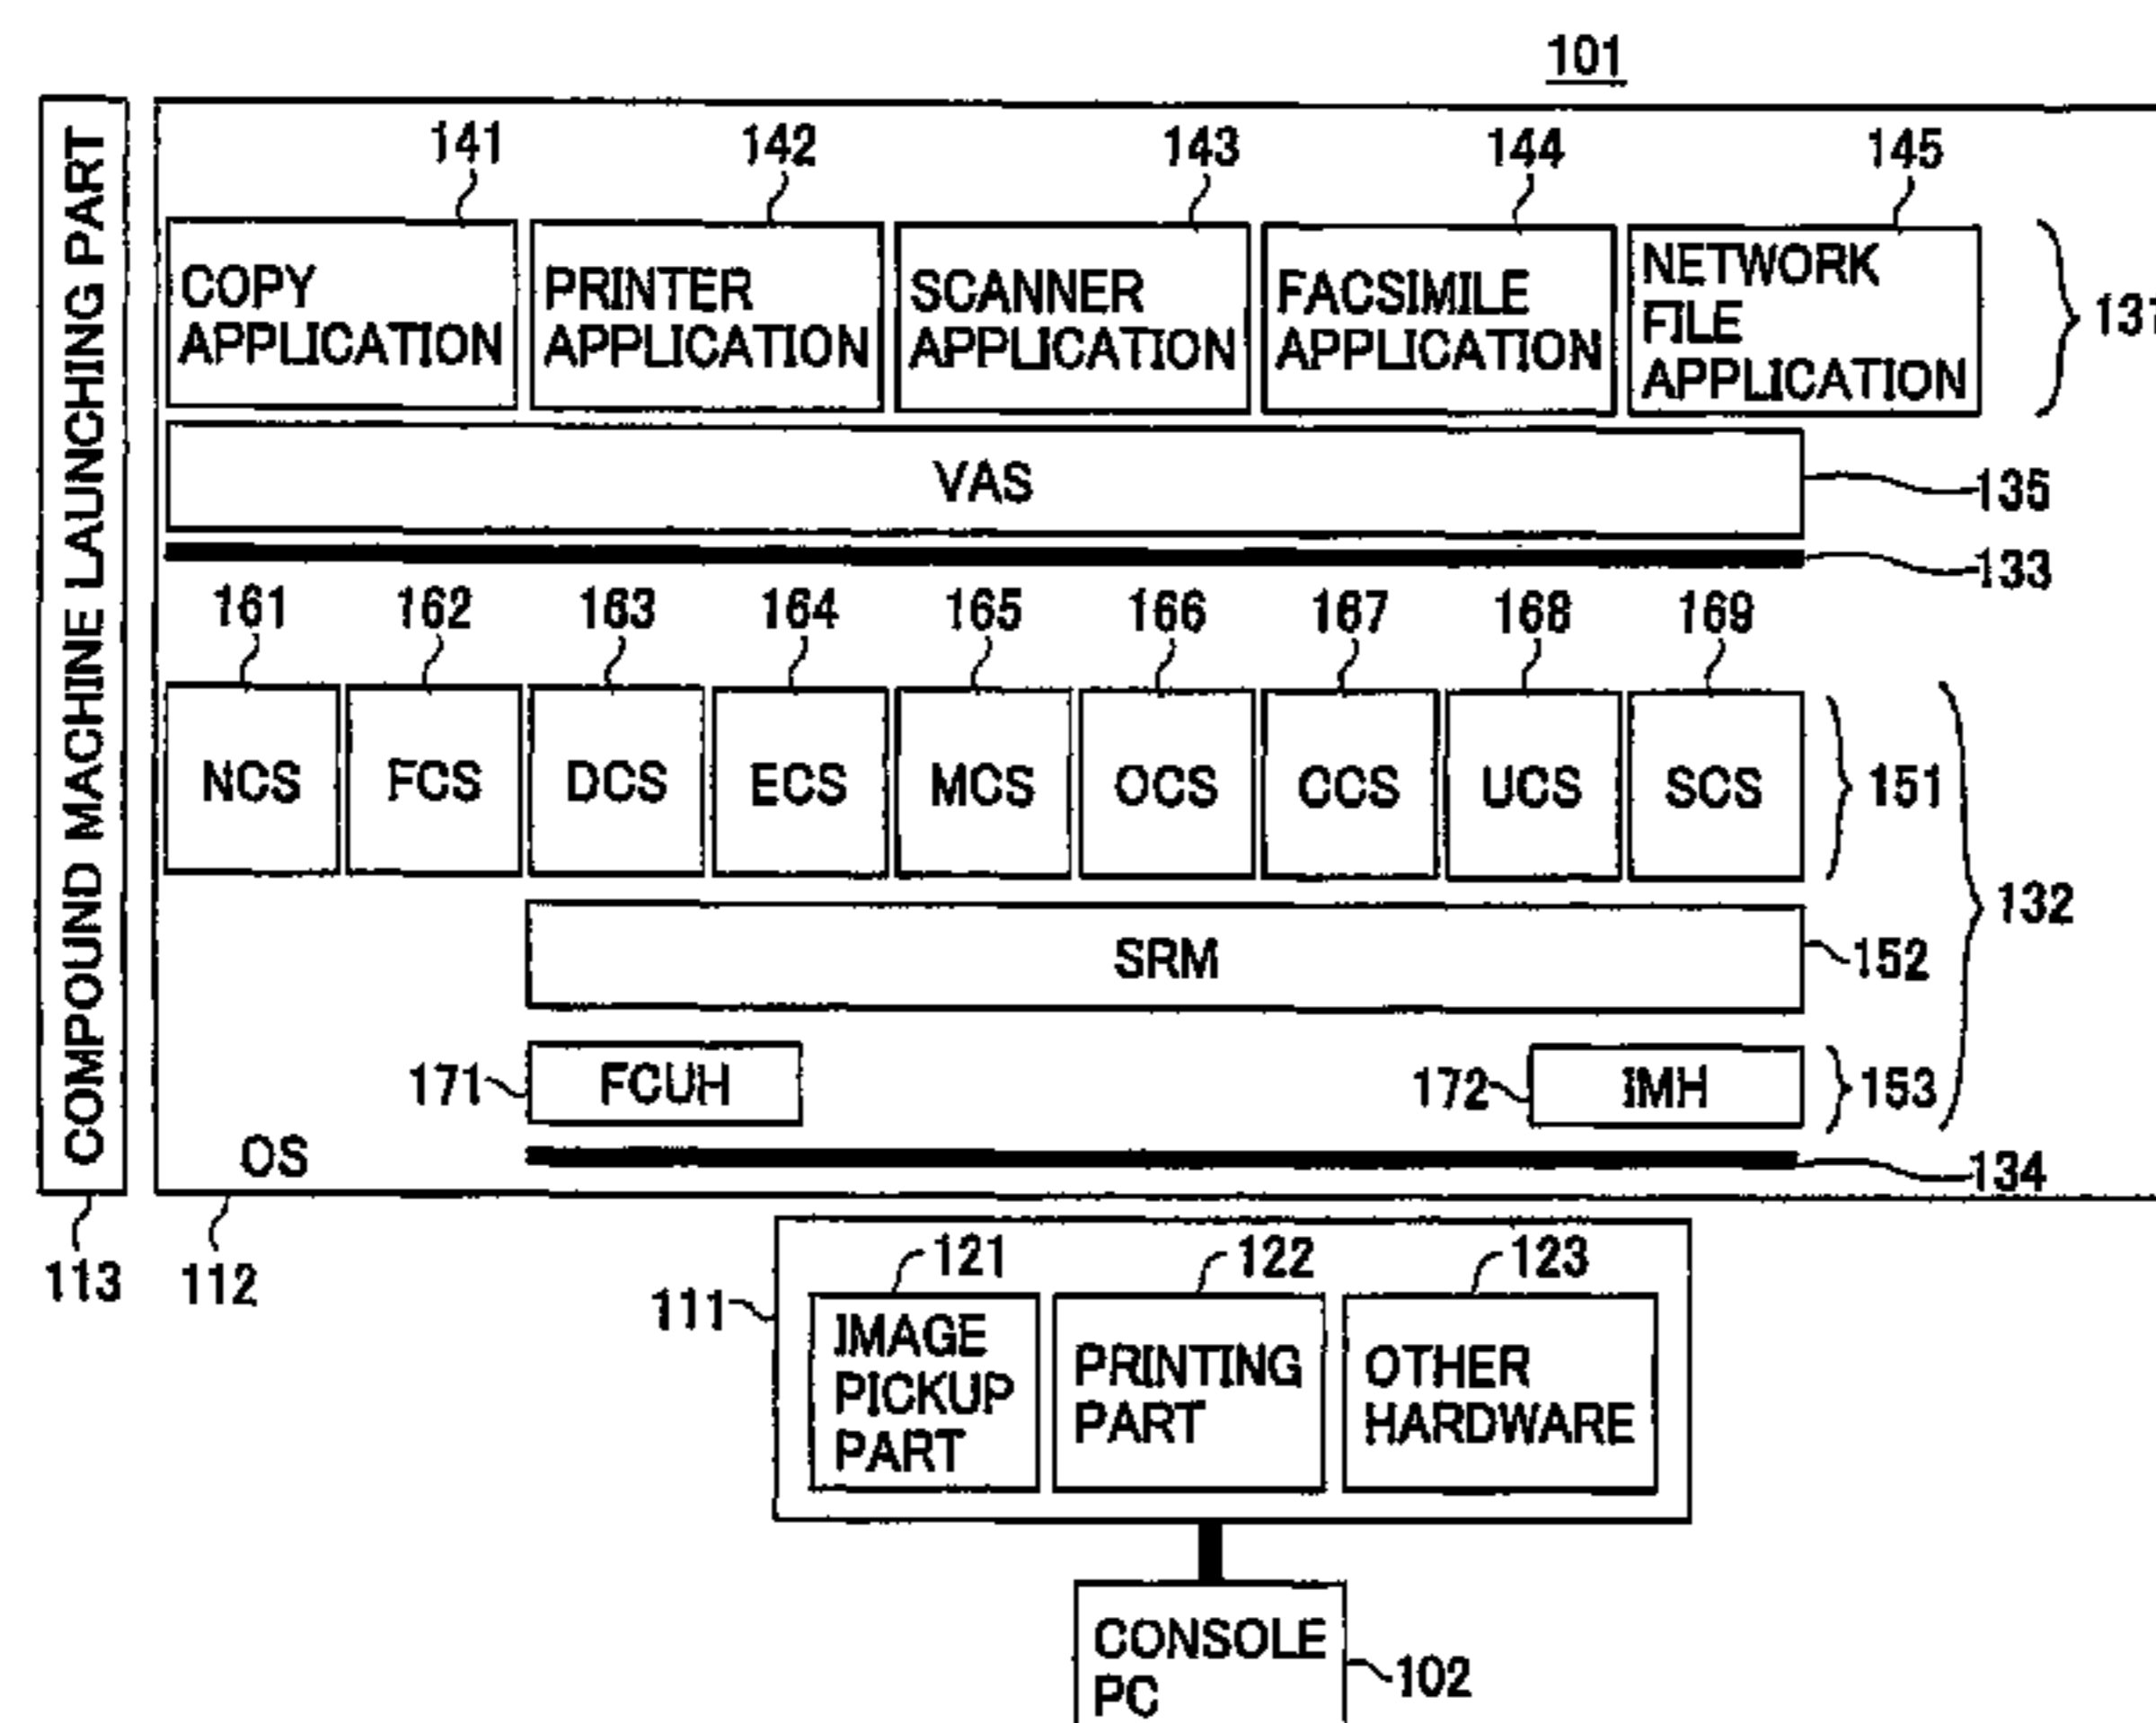 101
COMPOUND MACHINE LAUNCHING PART
141 142 143 144 145
COPY
APPLICATION
PRINTER
APPLICATION
SCANNER
APPLICATION
FACSIMILE
APPLICATION
NETWORK
FILE
APPLICATION
VAS
135
133
161 162 163 164 165 166 167 168 169
NCS FCS DCS ECS MCS OCS CCS UCS SCS
151
132
SRM
152
171
FCUH
172
IMH
153
OS
134
113
112
111
121
122
123
IMAGE
PICKUP
PART
PRINTING
PART
OTHER
HARDWARE
CONSOLE
PC
102